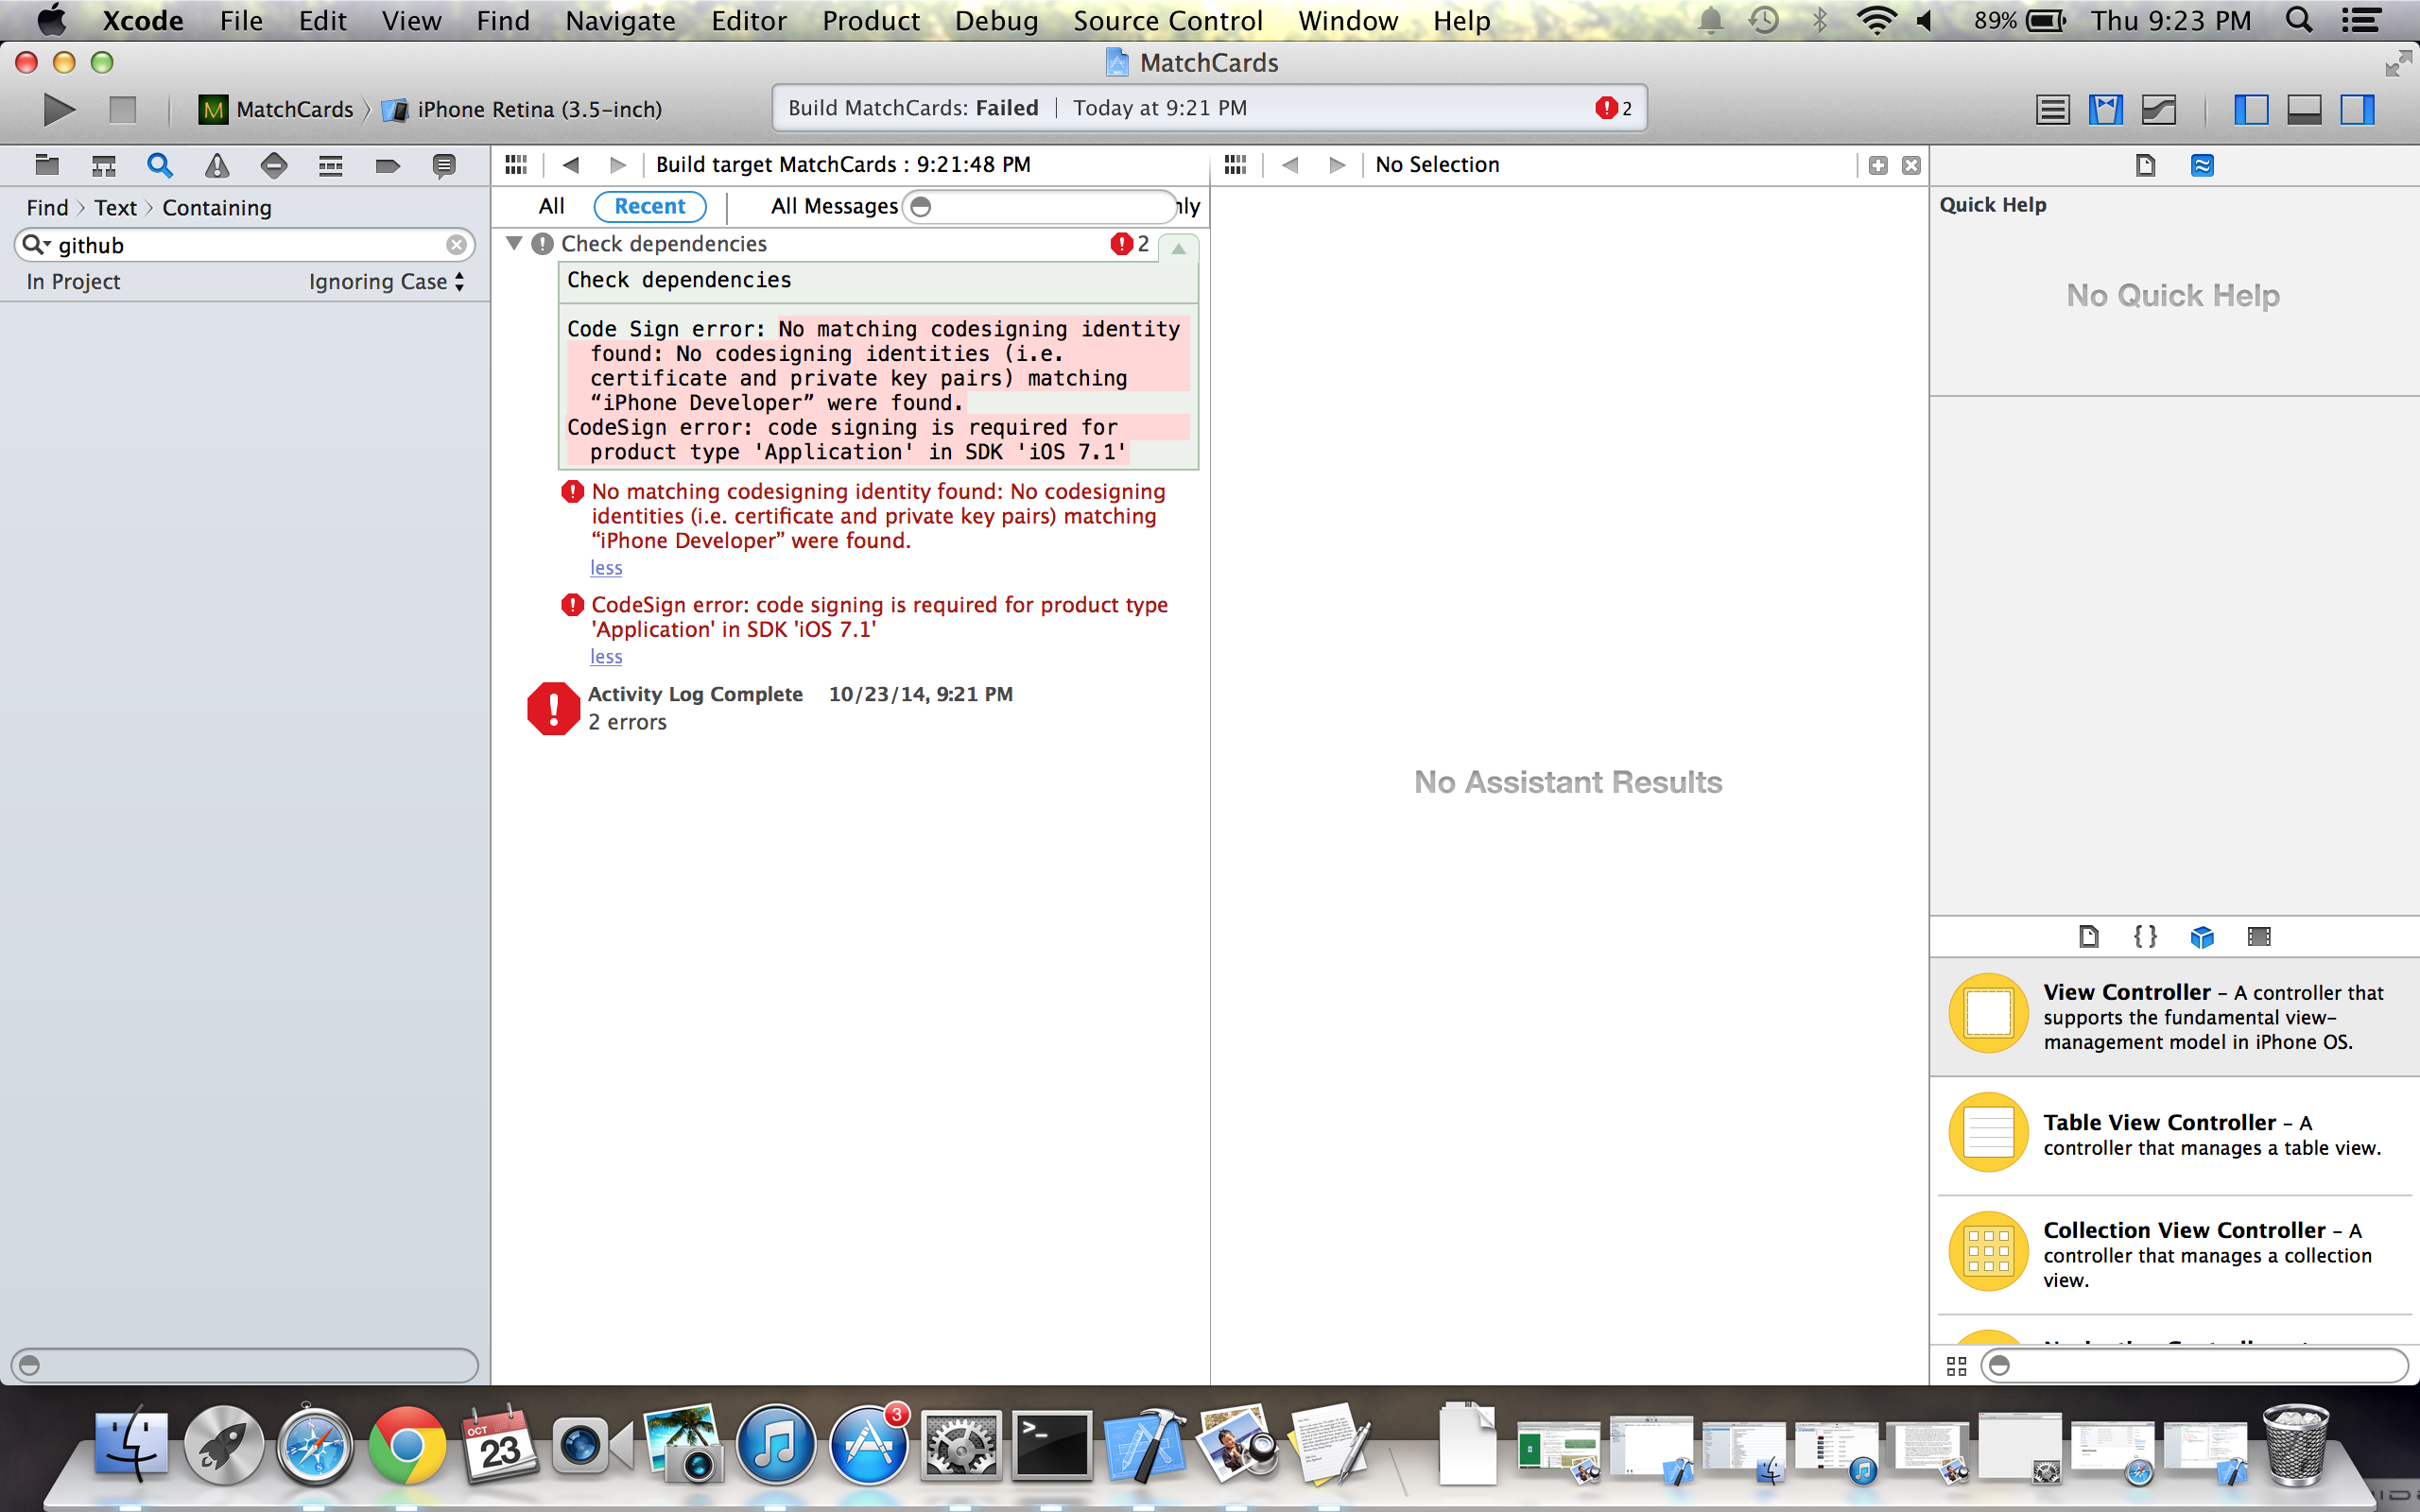 Xcode File Edit View Find Navigate Editor Product Debug Source Control Window Help 89% Thu 9:23 PM
MatchCards
M MatchCards iPhone Retina (3.5-inch) Build MatchCards: Failed Today at 9:21 PM 2
Build target MatchCards : 9:21:48 PM
No Selection
Find Text Containing
github
In Project Ignoring Case
All Recent All Messages nly
Check dependencies 2
Check dependencies
Code Sign error: No matching codesigning identity
found: No codesigning identities (i.e.
certificate and private key pairs) matching
“iPhone Developer” were found.
CodeSign error: code signing is required for
product type 'Application' in SDK 'iOS 7.1'
No matching codesigning identity found: No codesigning
identities (i.e. certificate and private key pairs) matching
“iPhone Developer” were found.
less
CodeSign error: code signing is required for product type
'Application' in SDK 'iOS 7.1'
less
Activity Log Complete 10/23/14, 9:21 PM
2 errors
No Assistant Results
Quick Help
No Quick Help
View Controller – A controller that
supports the fundamental view-
management model in iPhone OS.
Table View Controller – A
controller that manages a table view.
Collection View Controller – A
controller that manages a collection
view.
OCT
23
3